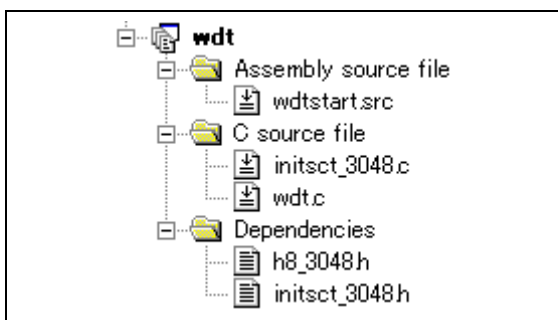 wdt
Assembly source file
wdtstart.src
C source file
initsct_3048.c
wdt.c
Dependencies
h8_3048.h
initsct_3048.h